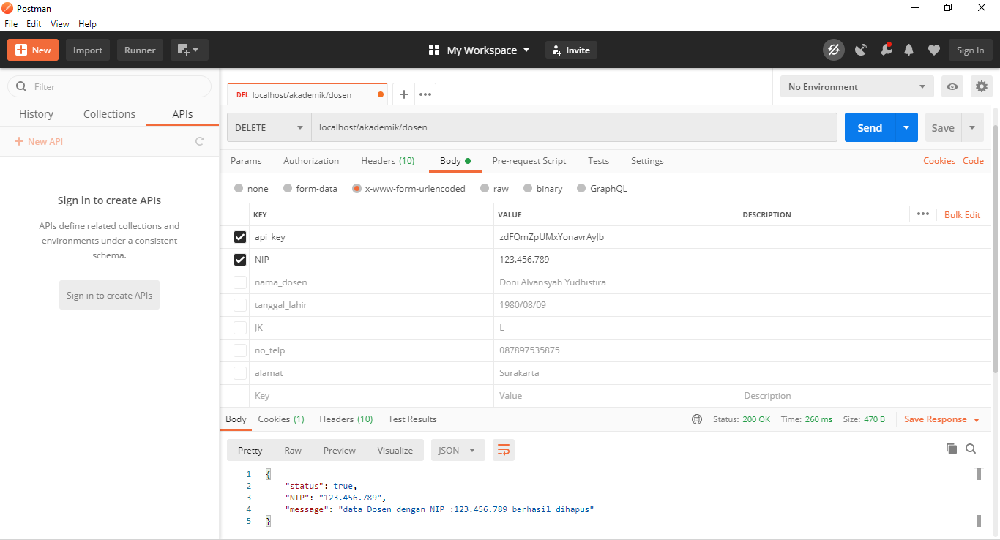 Postman
File Edit View Help
New Import Runner My Workspace Invite Sign In
Filter
History Collections APIs
New API
Sign in to create APIs
APIs define related collections and
environments under a consistent
schema.
Sign in to create APIs
DEL localhost/akademik/dosen
No Environment
DELETE localhost/akademik/dosen Send Save
Params Authorization Headers (10) Body Pre-request Script Tests Settings Cookies Code
none form-data x-www-form-urlencoded raw binary GraphQL
KEY VALUE DESCRIPTION Bulk Edit
api_key zdFQmZpUMxYonavrAyJb
NIP 123.456.789
nama_dosen Doni Alvansyah Yudhistira
tanggal_lahir 1980/08/09
JK L
no_telp 087897535875
alamat Surakarta
Key Value Description
Body Cookies (1) Headers (10) Test Results Status: 200 OK Time: 260 ms Size: 470 B Save Response
Pretty Raw Preview Visualize JSON
1 {
2 "status": true,
3 "NIP": "123.456.789",
4 "message": "data Dosen dengan NIP :123.456.789 berhasil dihapus"
5 }